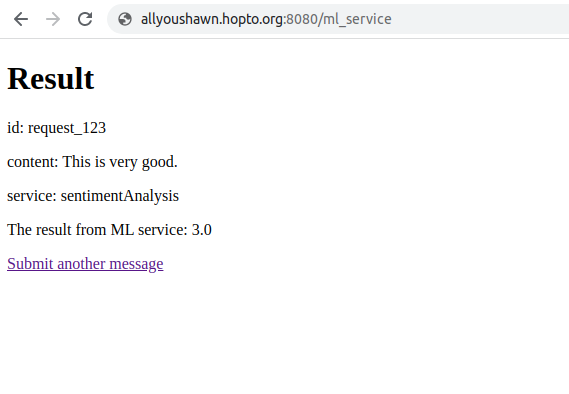 allyoushawn.hopto.org:8080/ml_service
Result
id: request_123
content: This is very good.
service: sentimentAnalysis
The result from ML service: 3.0
Submit another message